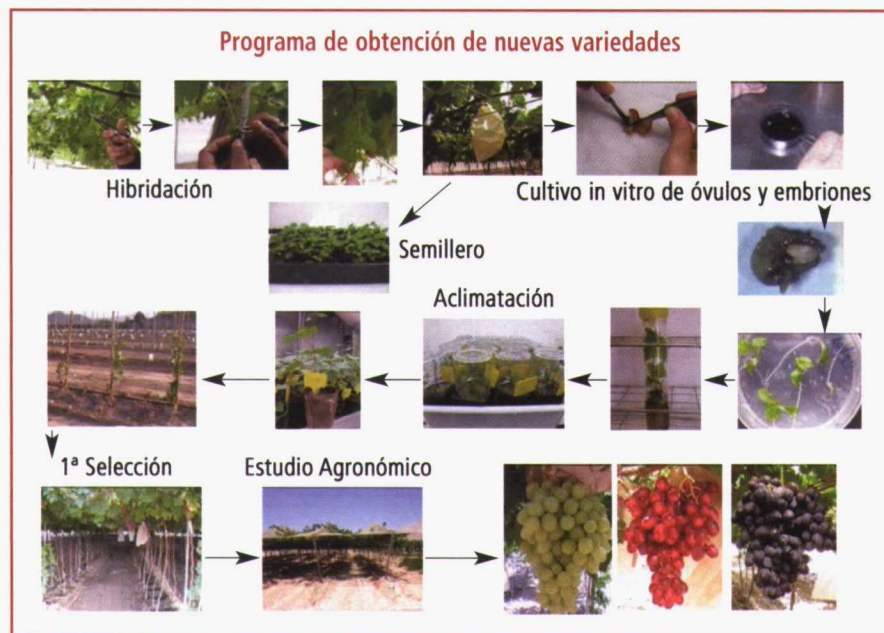 Programa de obtención de nuevas variedades
Hibridación
Cultivo in vitro de óvulos y embriones
Semillero
Aclimatación
1ª Selección
Estudio Agronómico